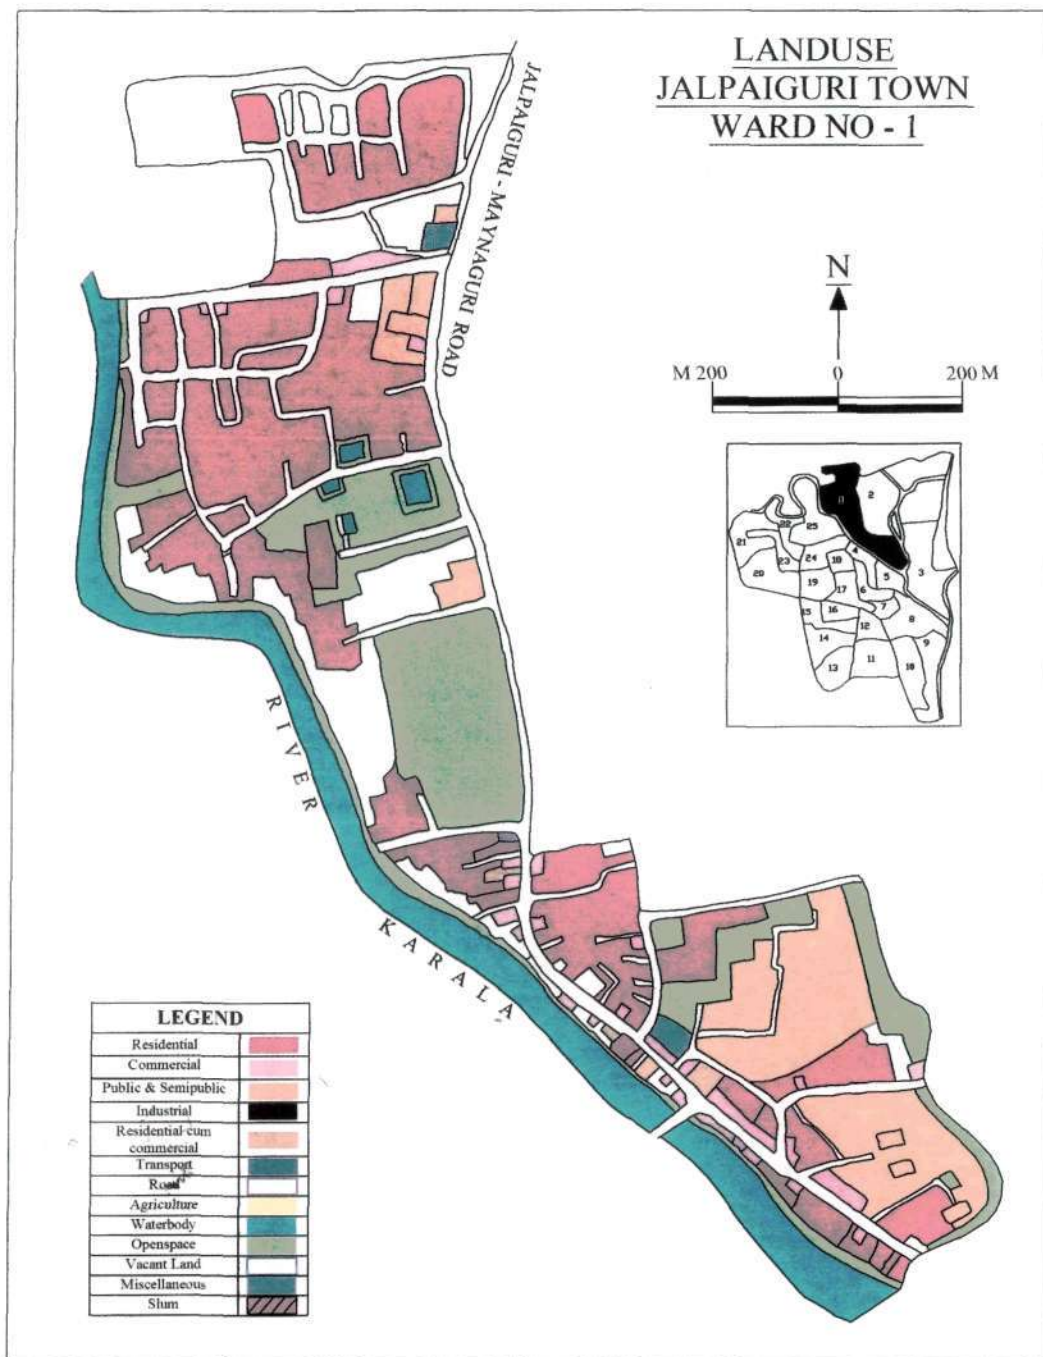 LANDUSE
JALPAIGURI TOWN
WARD NO - 1
JALPAIGURI - MAYNAGURI ROAD
N
M 200 0 200 M
1
2
22
25
21
23
24
18
4
3
20
19
17
6
5
15
16
7
8
12
14
9
13
11
10
RIVER
KARALA
LEGEND
Residential
Commercial
Public & Semipublic
Industrial
Residential cum
commercial
Transport
Road
Agriculture
Waterbody
Openspace
Vacant Land
Miscellaneous
Slum